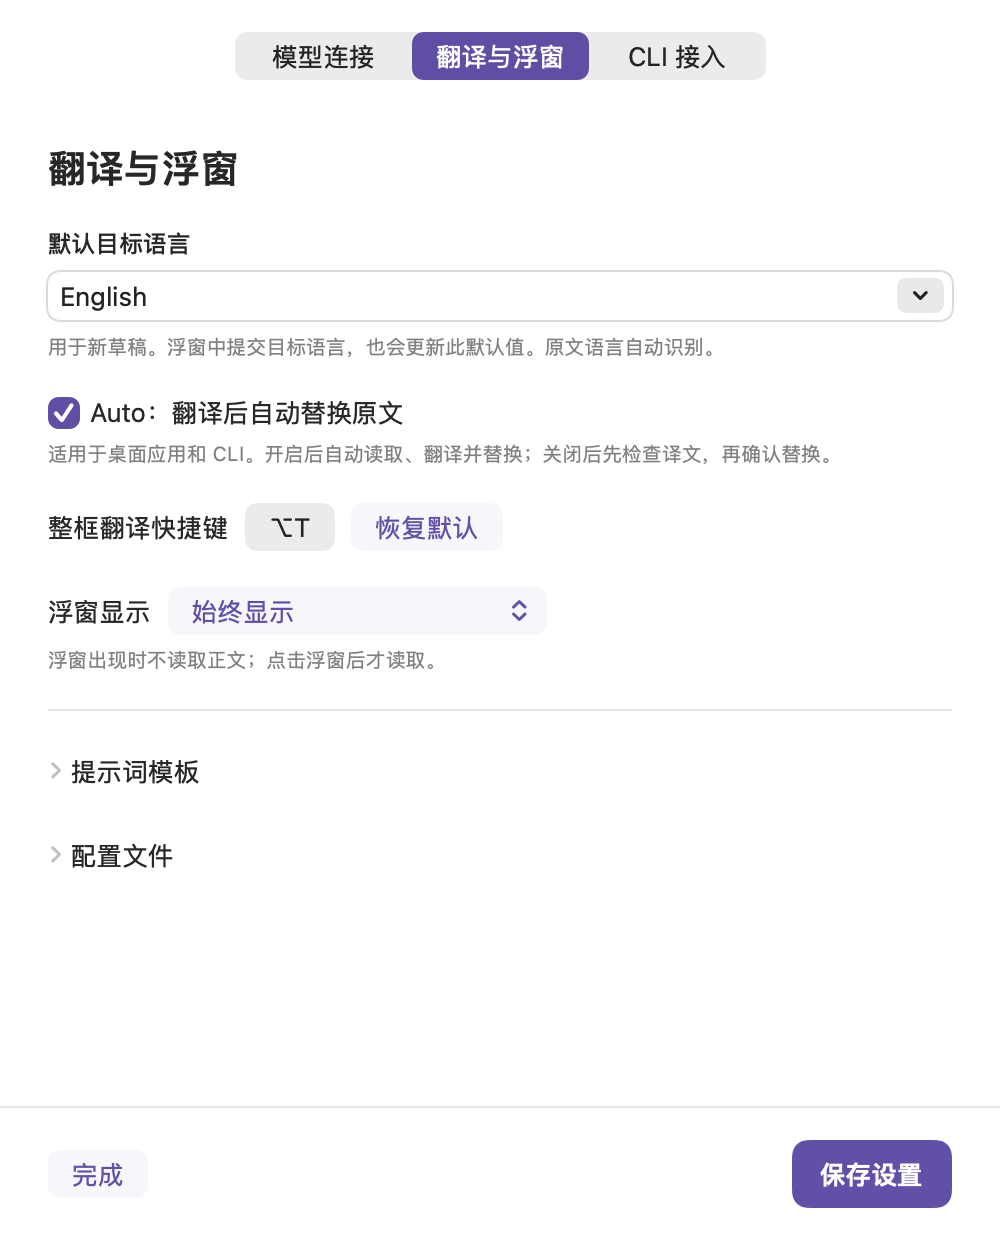 模型连接
翻译与浮窗
CLI 接入
翻译与浮窗
默认目标语言
English
用于新草稿。浮窗中提交目标语言，也会更新此默认值。原文语言自动识别。
Auto：翻译后自动替换原文
适用于桌面应用和 CLI。开启后自动读取、翻译并替换；关闭后先检查译文，再确认替换。
整框翻译快捷键 ⌥T 恢复默认
浮窗显示 始终显示
浮窗出现时不读取正文；点击浮窗后才读取。
提示词模板
配置文件
完成
保存设置